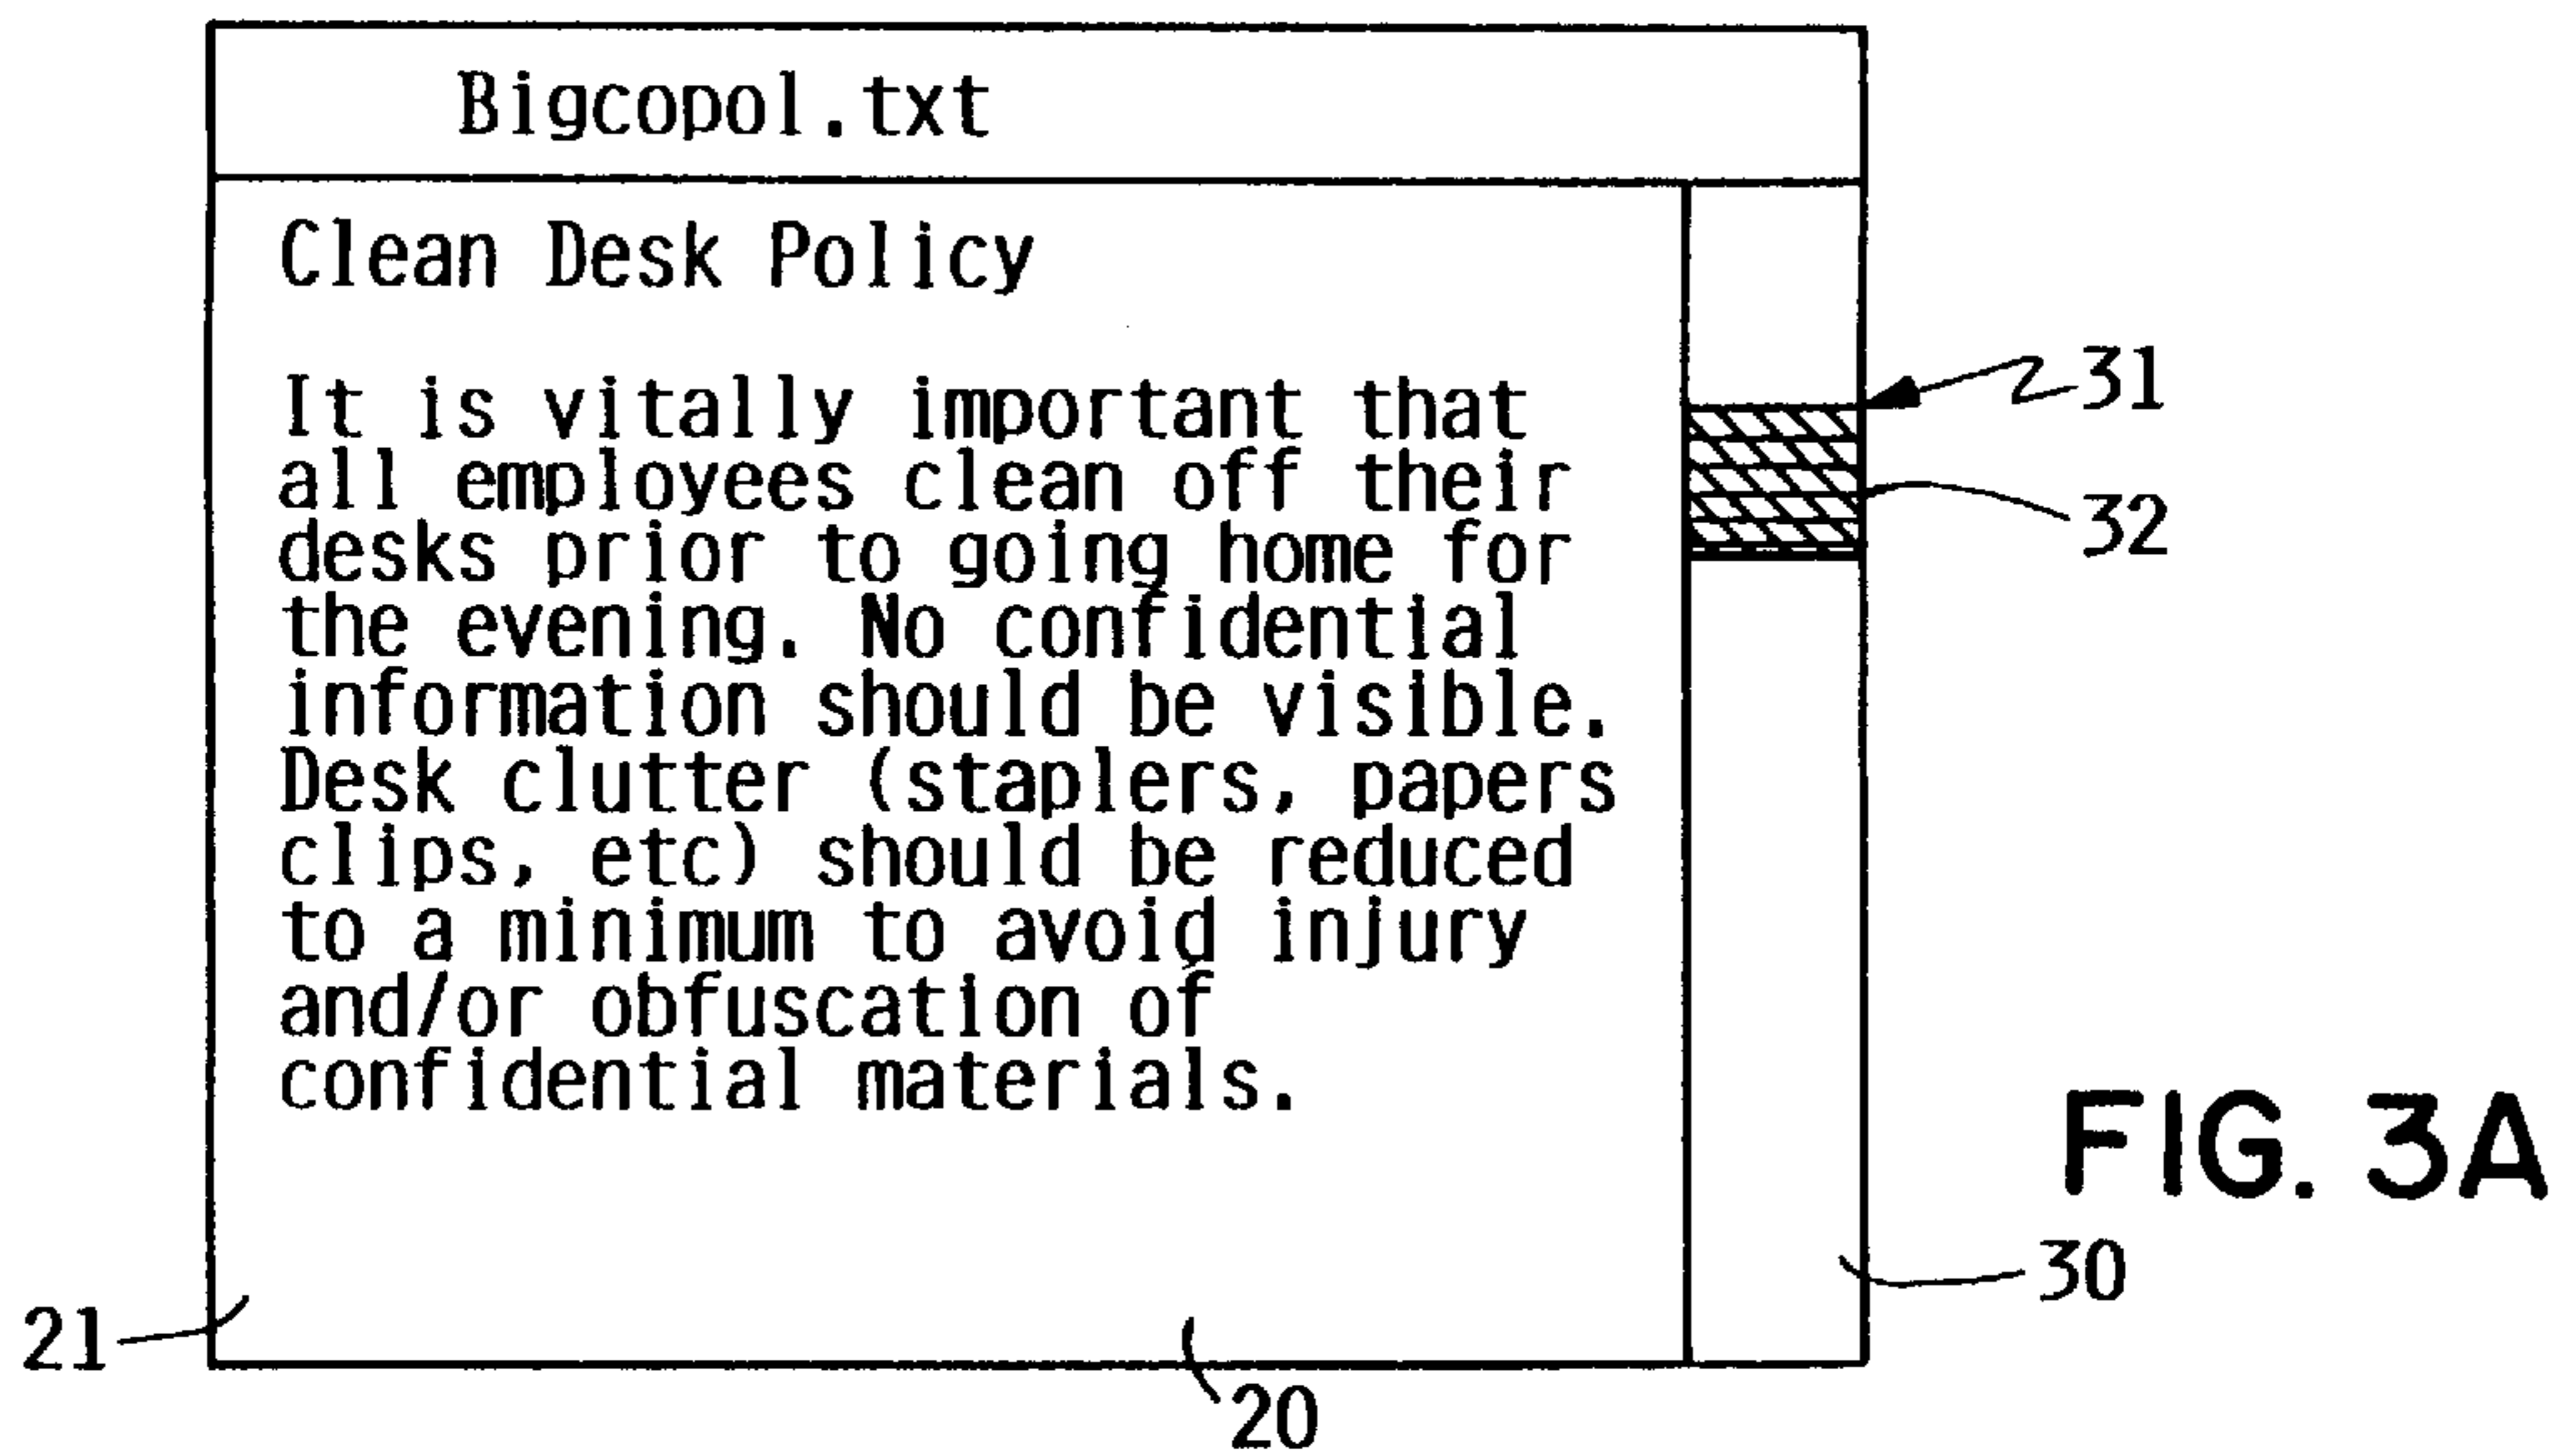 Bigcopol.txt
Clean Desk Policy
It is vitally important that
all employees clean off their
desks prior to going home for
the evening. No confidential
information should be visible.
Desk clutter (staplers, papers
clips, etc) should be reduced
to a minimum to avoid injury
and/or obfuscation of
confidential materials.
31
32
FIG. 3A
30
21
20